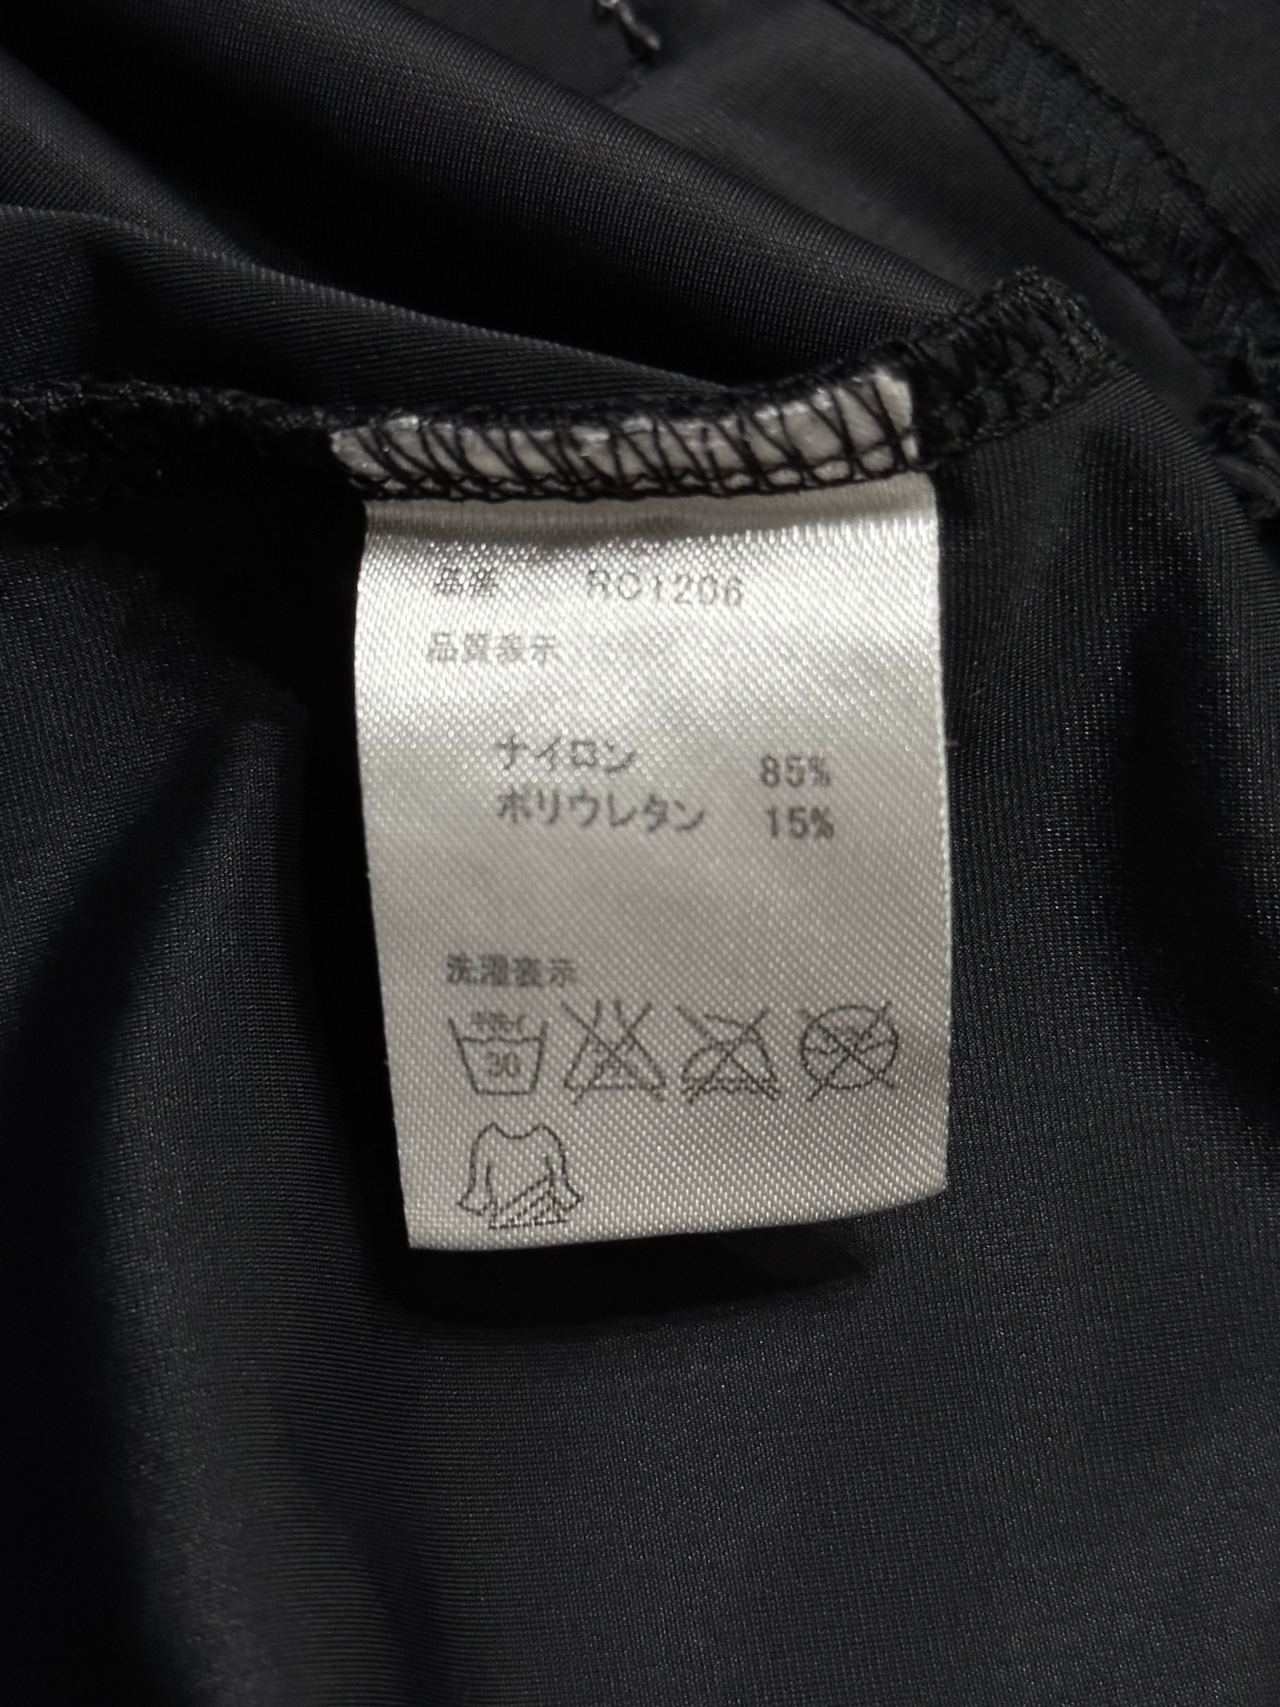 品番 RC1206
品質表示
ナイロン 85%
ポリウレタン 15%
洗濯表示
30